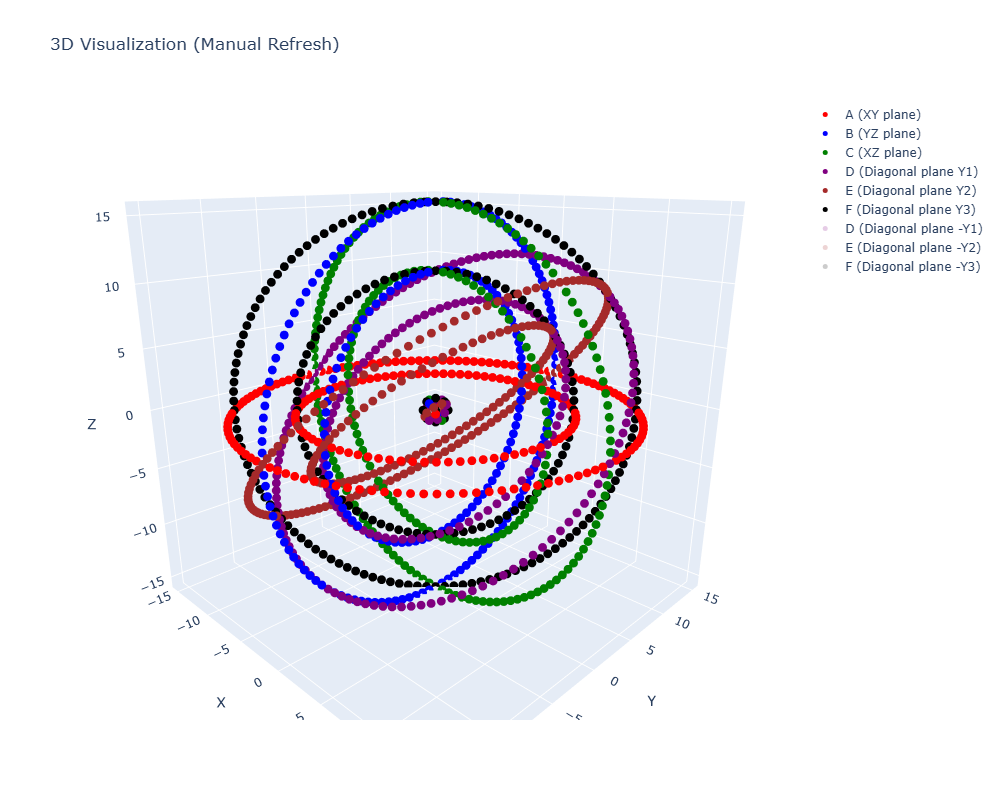 3D Visualization (Manual Refresh)
A (XY plane)
B (YZ plane)
C (XZ plane)
D (Diagonal plane Y1)
E (Diagonal plane Y2)
F (Diagonal plane Y3)
D (Diagonal plane -Y1)
E (Diagonal plane -Y2)
F (Diagonal plane -Y3)
15
10
5
0
−5
−10
−15
Z
−15
−10
−5
0
5
X
15
10
5
0
−5
Y